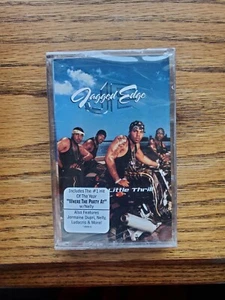 Jagged Edge
JE
Little Thrill
Includes The #1 Hit
Of The Year
"Where The Party At"
w/Nelly
Also Features
Jermaine Dupri, Nelly,
Ludacris & More!